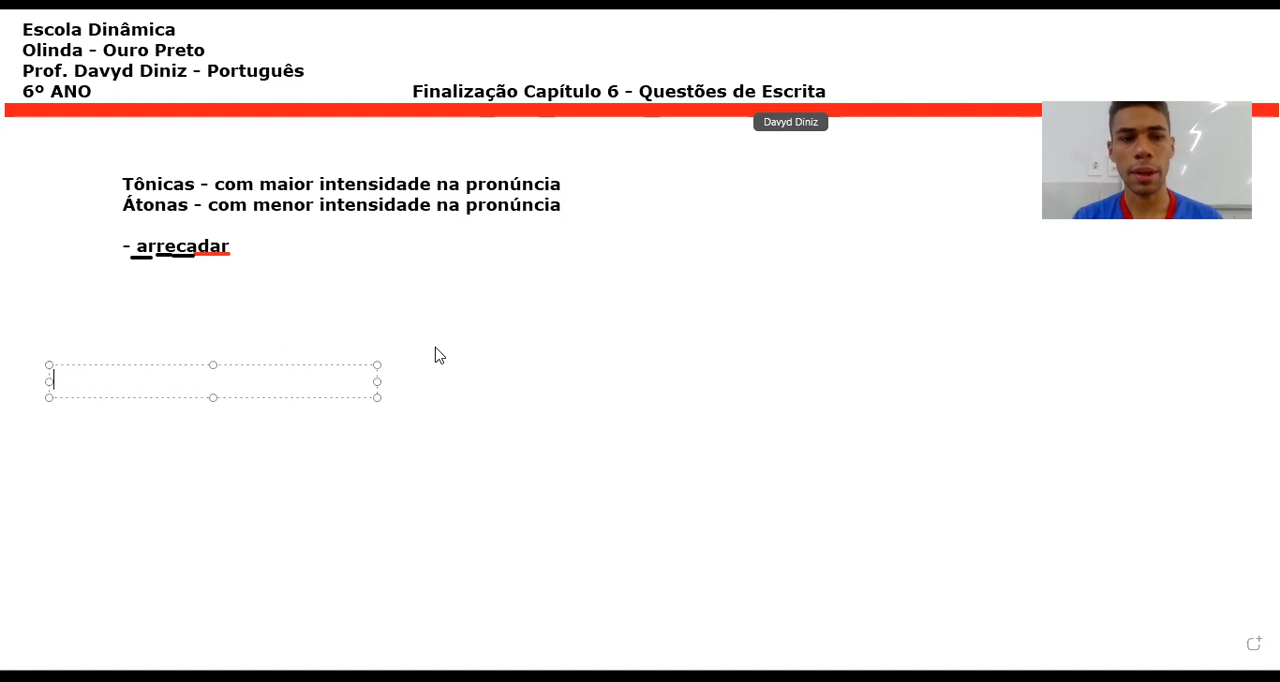 Escola Dinâmica
Olinda - Ouro Preto
Prof. Davyd Diniz - Português
6º ANO
Finalização Capítulo 6 - Questões de Escrita
Davyd Diniz
Tônicas - com maior intensidade na pronúncia
Átonas - com menor intensidade na pronúncia
- arrecadar